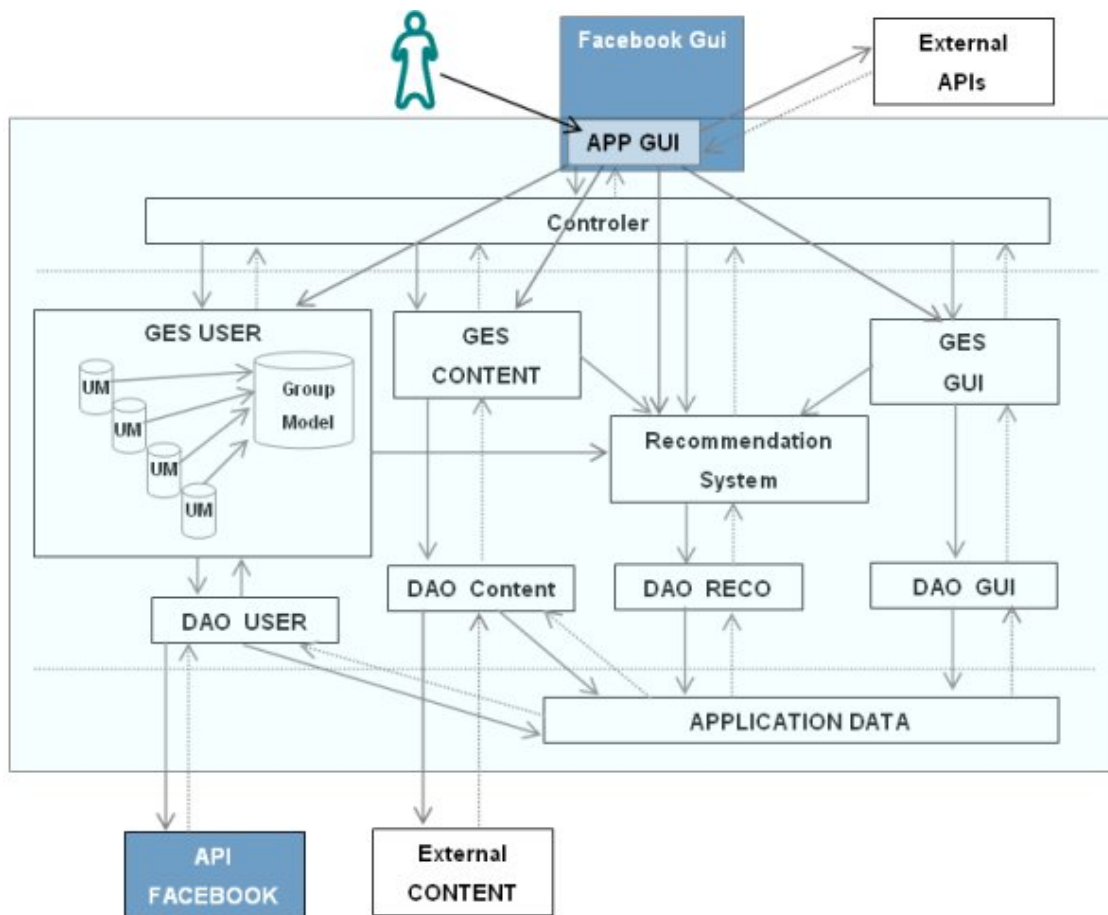 Facebook Gui
External
APIs
APP GUI
Controler
GES USER
UM
UM
UM
UM
Group
Model
GES
CONTENT
GES
GUI
Recommendation
System
DAO USER
DAO Content
DAO RECO
DAO GUI
APPLICATION DATA
API
FACEBOOK
External
CONTENT